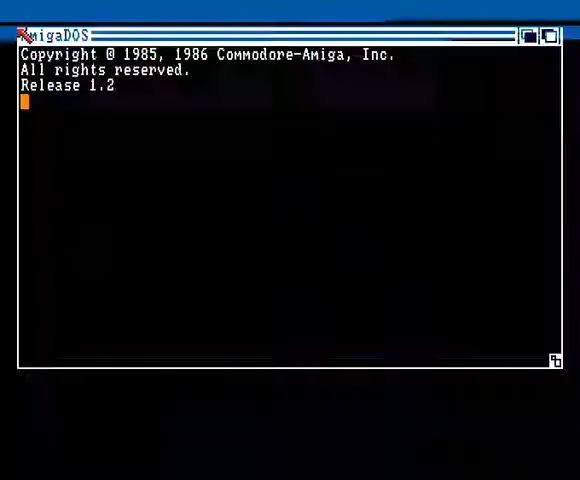 AmigaDOS
Copyright © 1985, 1986 Commodore-Amiga, Inc.
All rights reserved.
Release 1.2